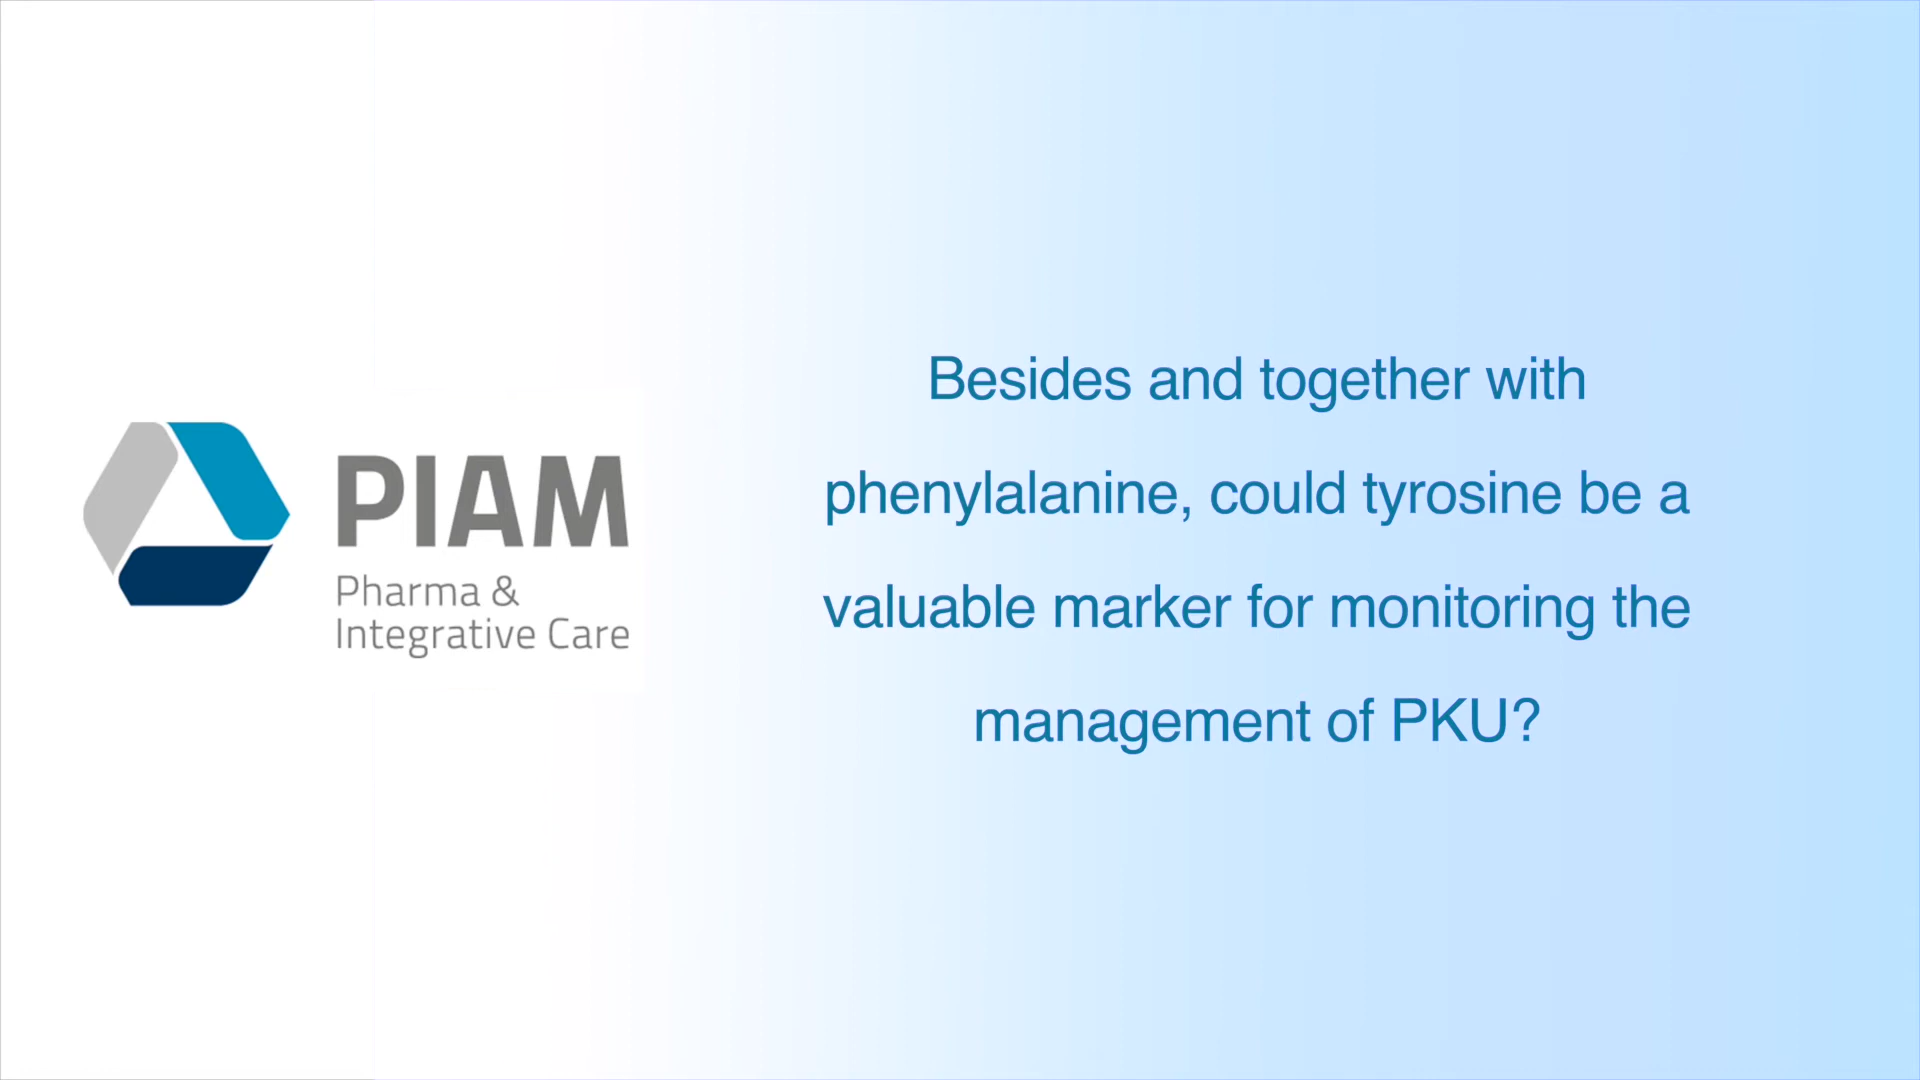 PIAM
Pharma &
Integrative Care
Besides and together with
phenylalanine, could tyrosine be a
valuable marker for monitoring the
management of PKU?